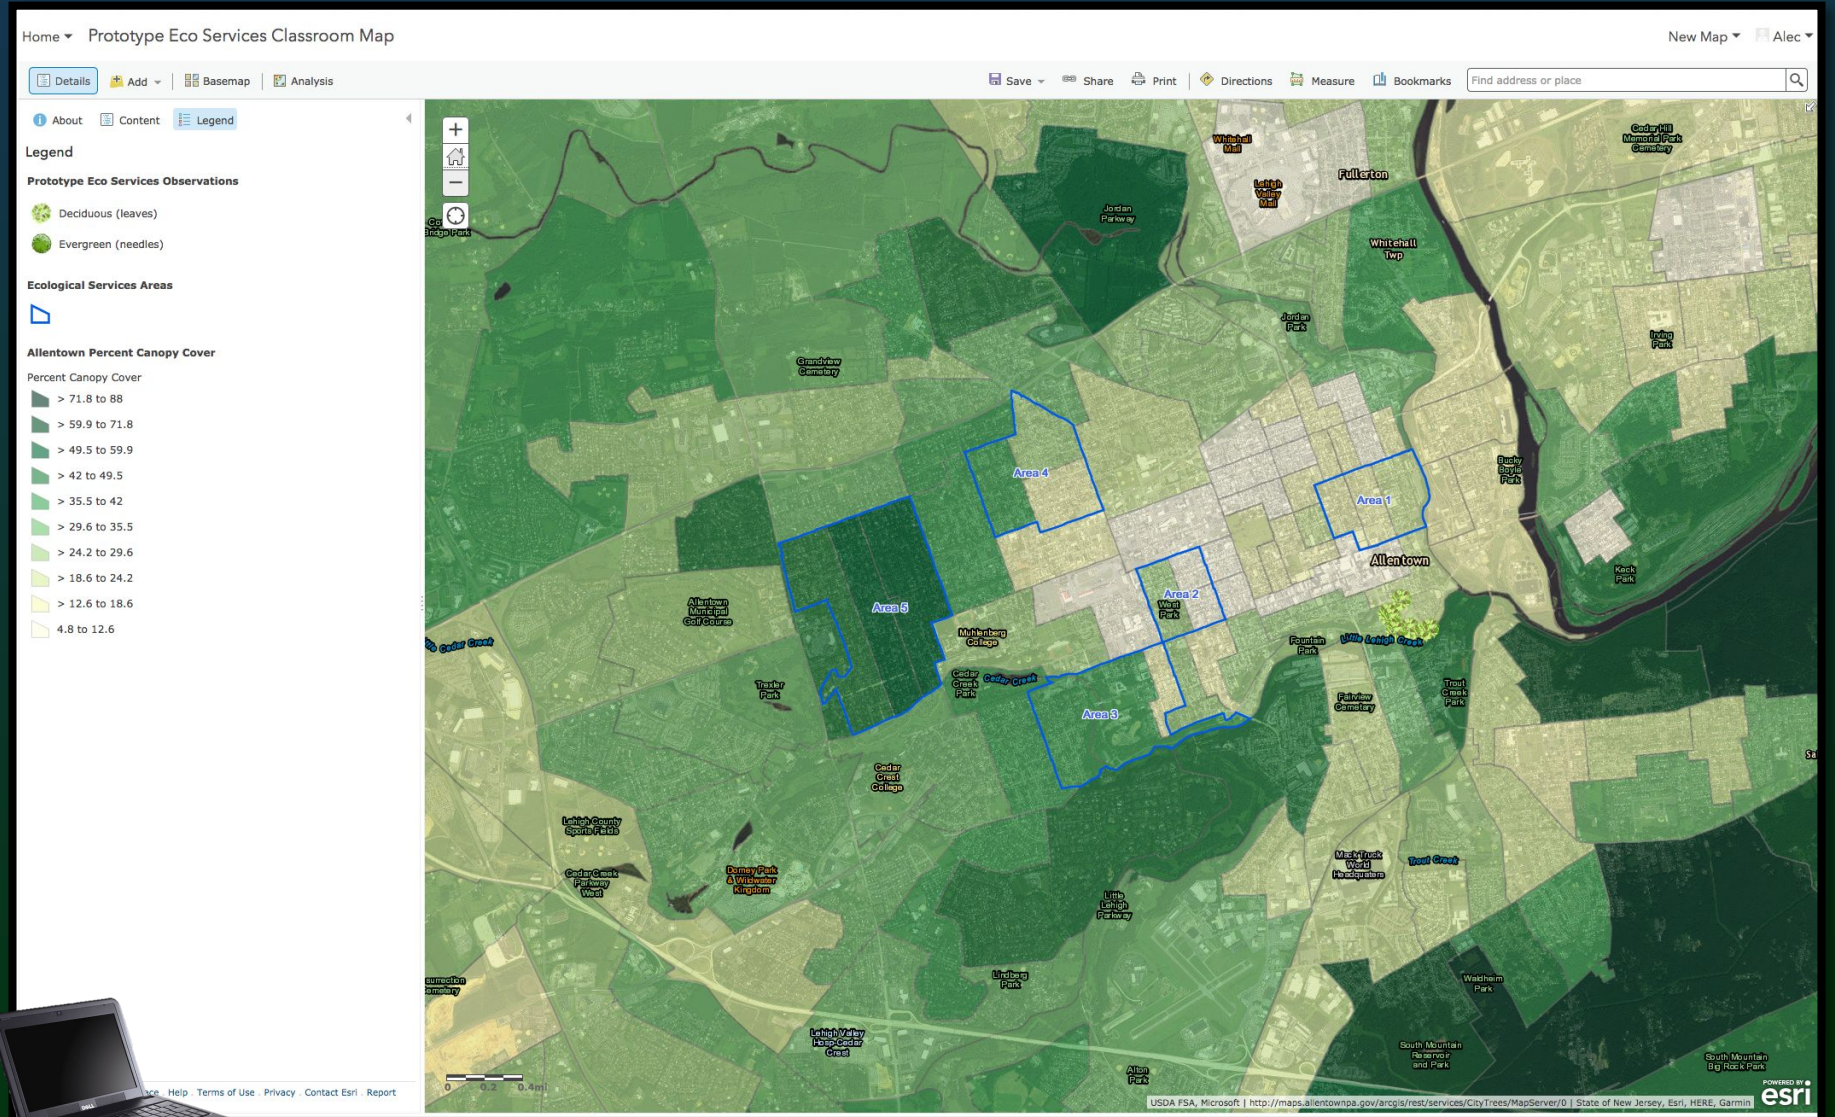 Home
Prototype Eco Services Classroom Map
New Map
Alec
Details
Add
Basemap
Analysis
Save
Share
Print
Directions
Measure
Bookmarks
Find address or place
About
Content
Legend
Legend
Prototype Eco Services Observations
Deciduous (leaves)
Evergreen (needles)
Ecological Services Areas
Allentown Percent Canopy Cover
Percent Canopy Cover
> 71.8 to 88
> 59.9 to 71.8
> 49.5 to 59.9
> 42 to 49.5
> 35.5 to 42
> 29.6 to 35.5
> 24.2 to 29.6
> 18.6 to 24.2
> 12.6 to 18.6
4.8 to 12.6
Help
Terms of Use
Privacy
Contact Esri
Report
DELL
Bridge Park
Whitehall
Mall
Lehigh
Valley
Mall
Fullerton
Cedar Hill
Memorial Park
Cemetery
Jordan
Parkway
Whitehall
Twp
Jordan
Park
Irving
Park
Grandview
Cemetery
Area 4
Area 1
Bucky
Boyle
Park
Allentown
Keck
Park
Area 5
Allentown
Municipal
Golf Course
Area 2
West
Park
Muhlenberg
College
Cedar Creek
Fountain
Park
Little Lehigh Creek
Cedar
Creek
Park
Cedar Creek
Trexler
Park
Area 3
Fairview
Cemetery
Trout
Creek
Park
Cedar
Crest
College
Lehigh County
Sports Fields
Cedar Creek
Parkway
West
Dorney Park
& Wildwater
Kingdom
Mack Truck
World
Headquaters
Trout Creek
Little
Lehigh
Parkway
Lindberg
Park
Waldheim
Park
Lehigh Valley
Hosp-Cedar
Crest
Alton
Park
South Mountain
Reservoir
and Park
South Mountain
Big Rock Park
0 0.2 0.4mi
USDA FSA, Microsoft | http://maps.allentownpa.gov/arcgis/rest/services/CityTrees/MapServer/0 | State of New Jersey, Esri, HERE, Garmin
POWERED BY
esri